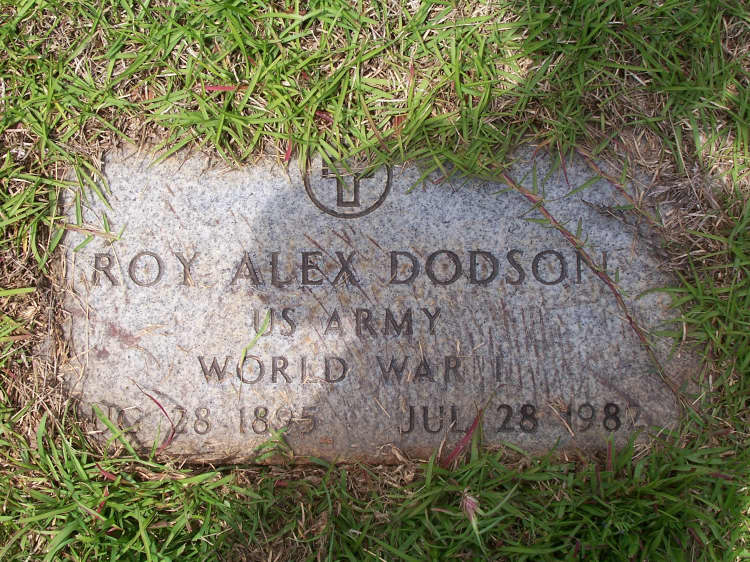 ROY ALEX DODSON
US ARMY
WORLD WAR I
28 1895 JUL 28 1982